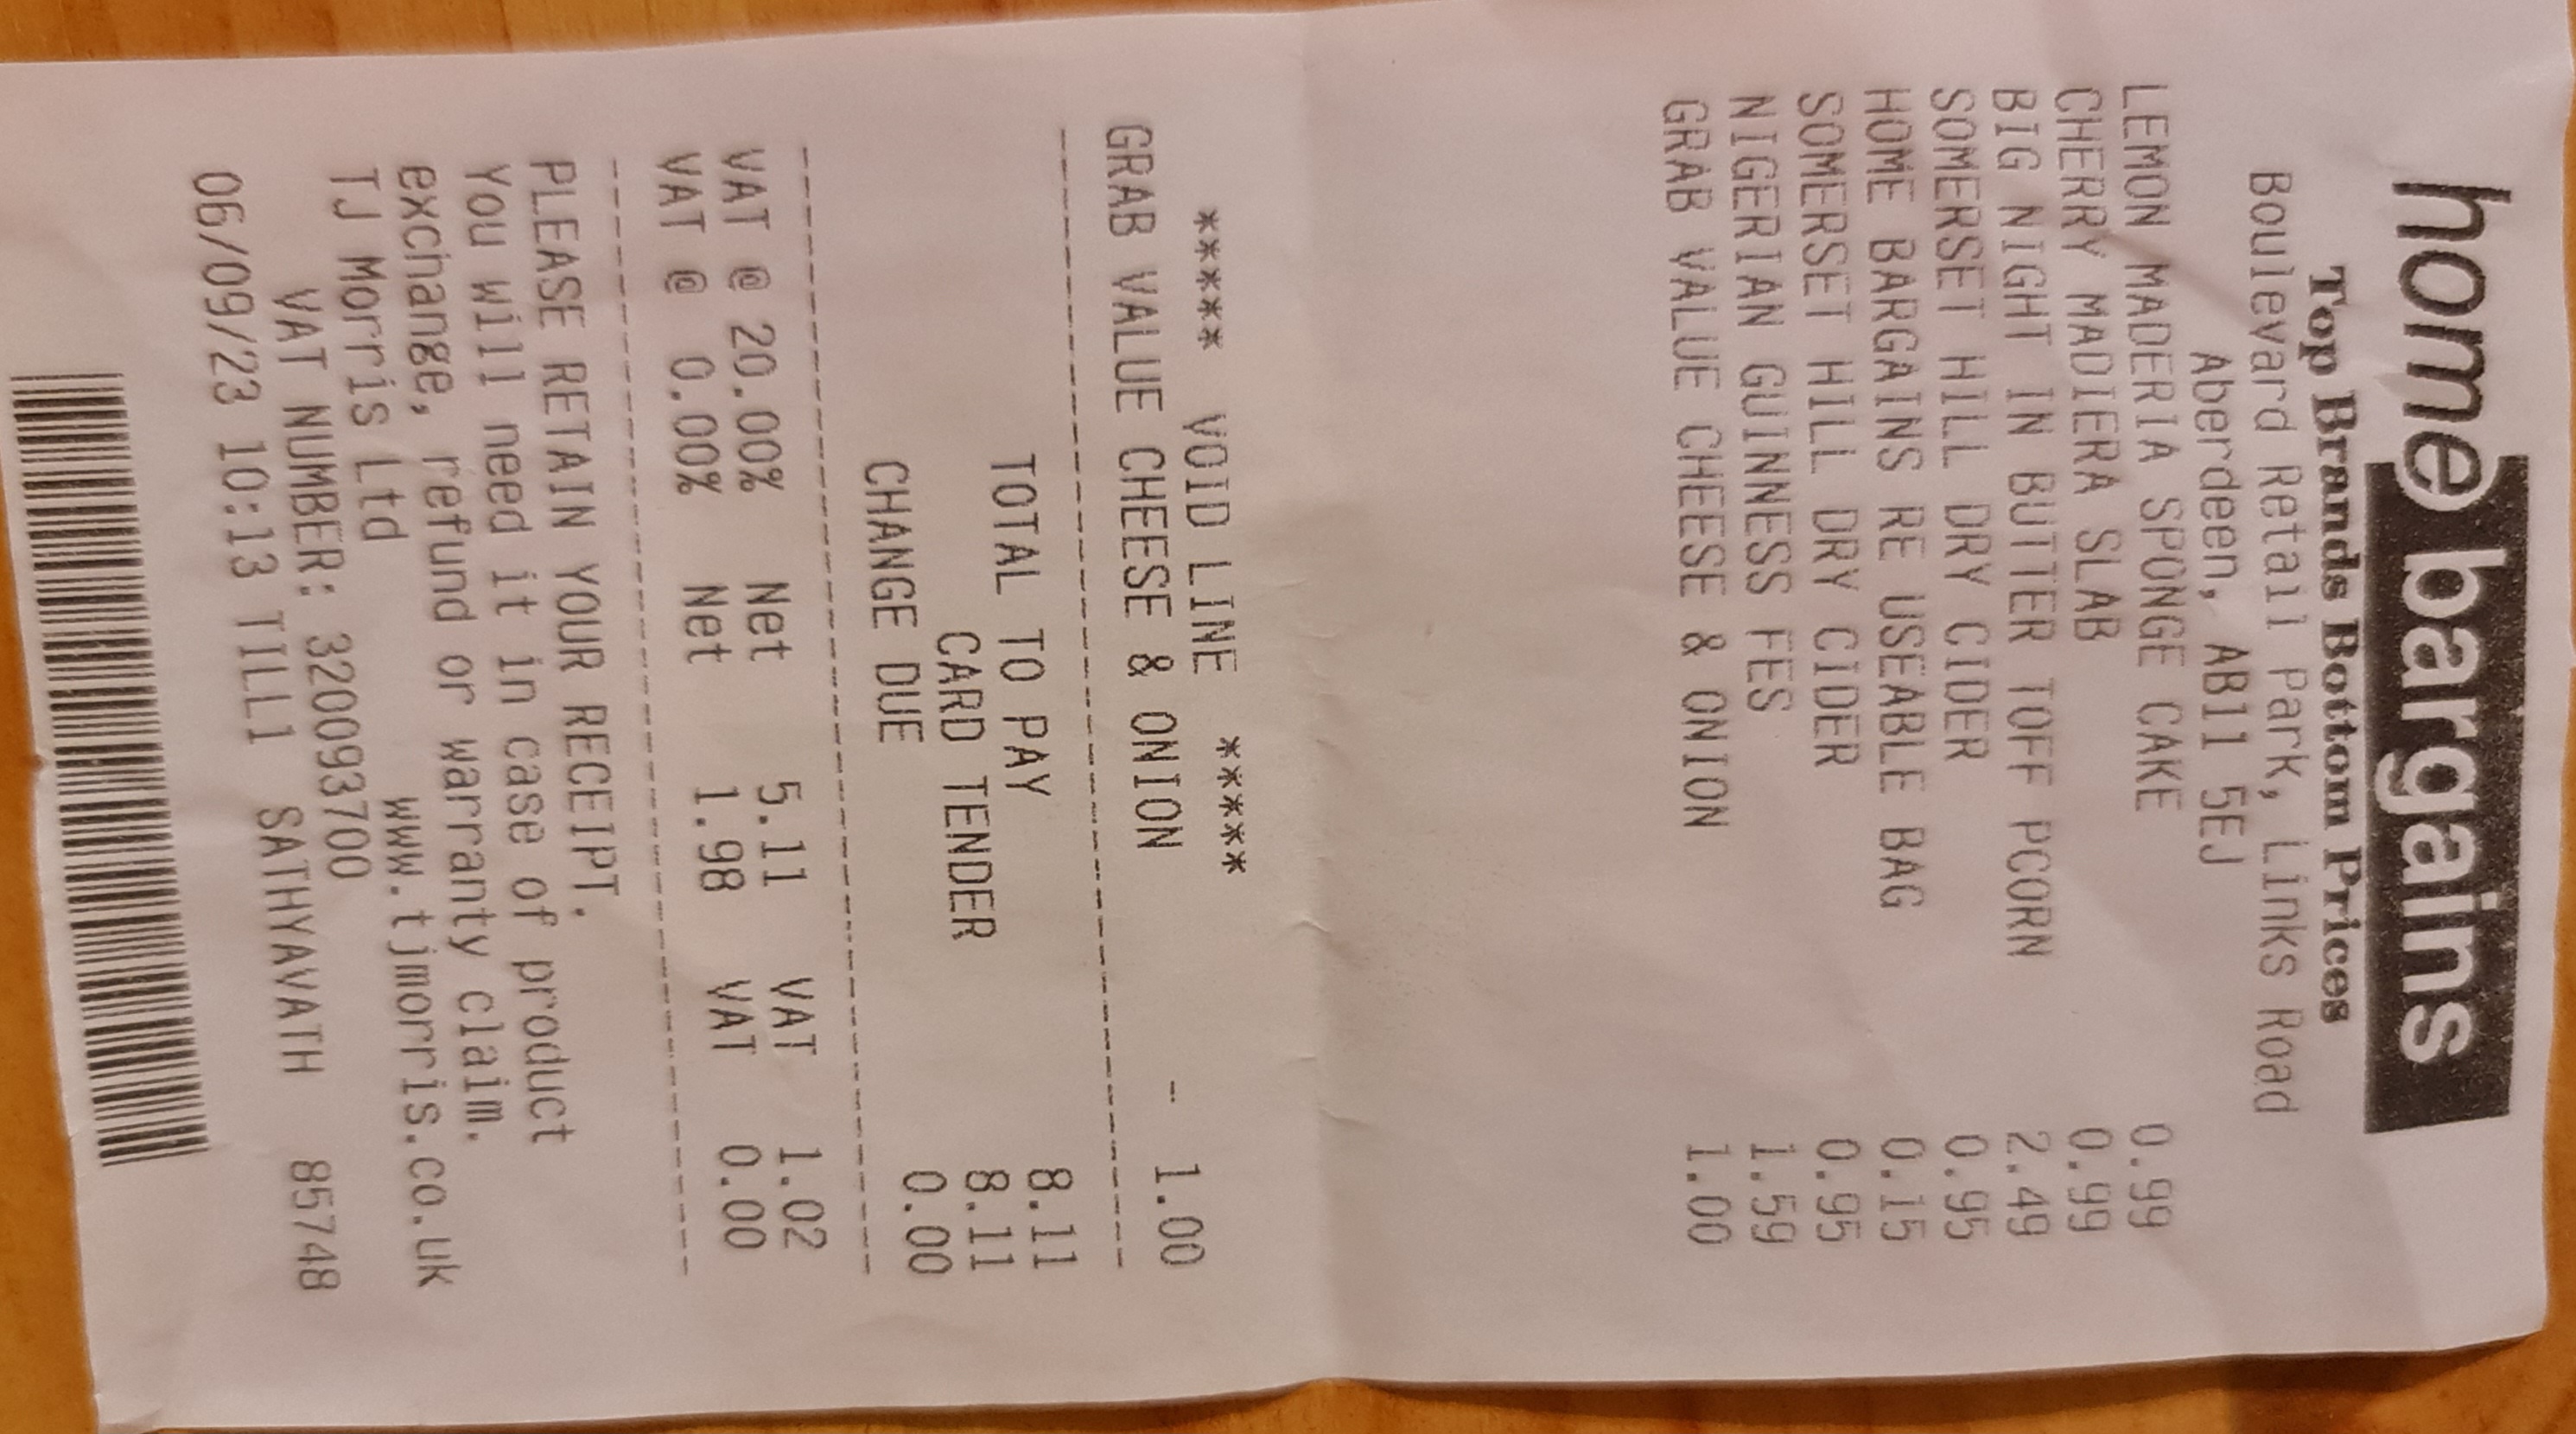 home bargains
Top Brands Bottom Prices
Boulevard Retail Park, Links Road
Aberdeen, AB11 5EJ
LEMON MADERIA SPONGE CAKE 0.99
CHERRY MADIERA SLAB 0.99
BIG NIGHT IN BUTTER TOFF PCORN 2.49
SOMERSET HILL DRY CIDER 0.95
HOME BARGAINS RE USEABLE BAG 0.15
SOMERSET HILL DRY CIDER 0.95
NIGERIAN GUINNESS FES 1.59
GRAB VALUE CHEESE & ONION 1.00
***** VOID LINE *****
GRAB VALUE CHEESE & ONION - 1.00
--------------------------------
TOTAL TO PAY 8.11
CARD TENDER 8.11
CHANGE DUE 0.00
--------------------------------
VAT @ 20.00% Net 5.11 VAT 1.02
VAT @ 0.00% Net 1.98 VAT 0.00
--------------------------------
PLEASE RETAIN YOUR RECEIPT.
You will need it in case of product
exchange, refund or warranty claim.
TJ Morris Ltd www.tjmorris.co.uk
VAT NUMBER: 320093700
06/09/23 10:13 TILL1 SATHYAVATH 85748